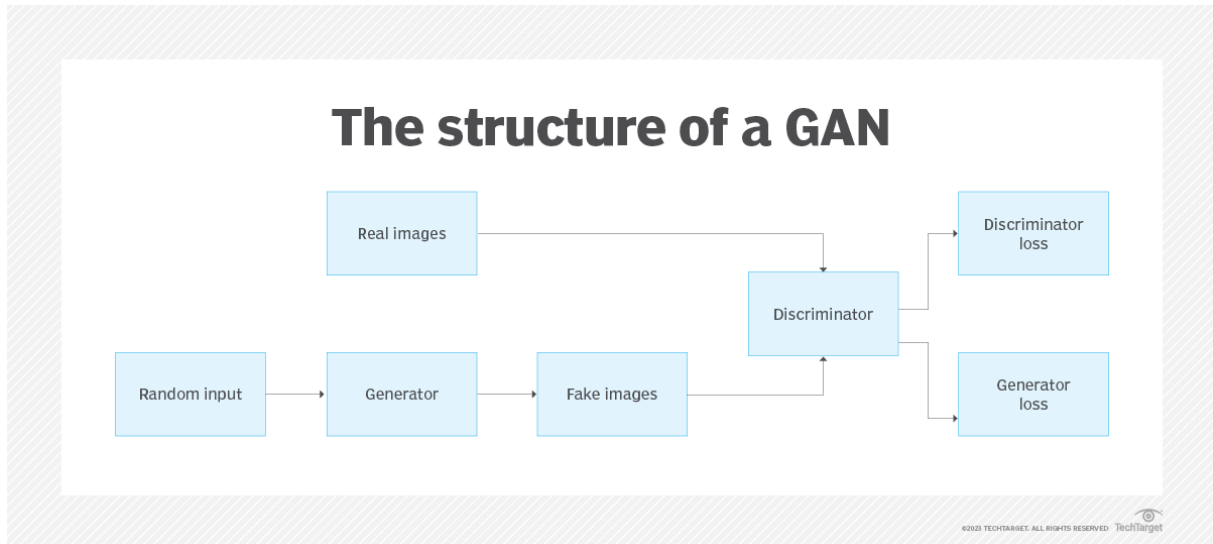 The structure of a GAN
Real images
Discriminator
loss
Discriminator
Random input
Generator
Fake images
Generator
loss
©2023 TECHTARGET. ALL RIGHTS RESERVED TechTarget